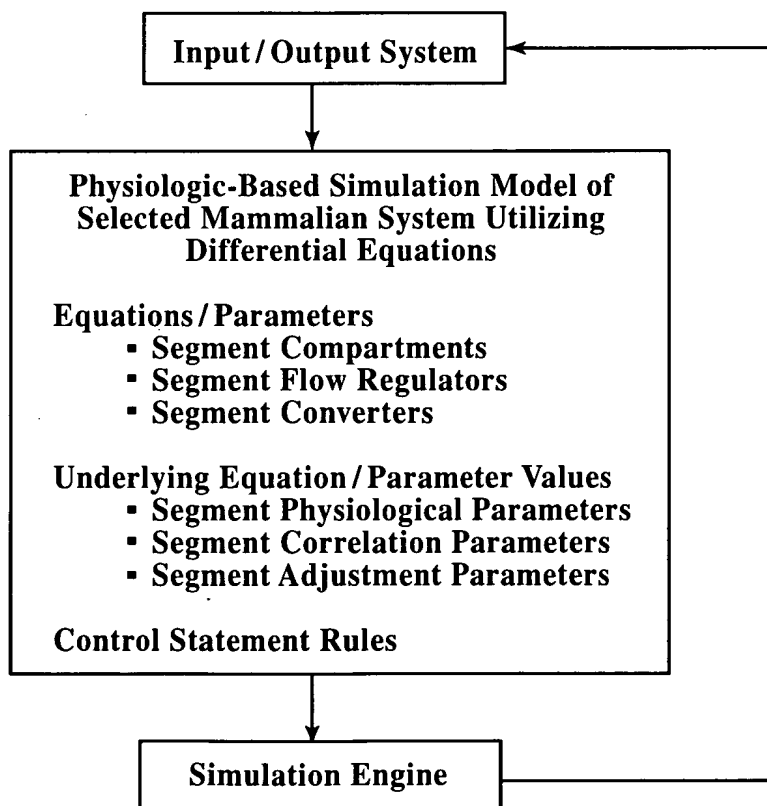 Input/Output System
Physiologic-Based Simulation Model of
Selected Mammalian System Utilizing
Differential Equations
Equations/Parameters
▪ Segment Compartments
▪ Segment Flow Regulators
▪ Segment Converters
Underlying Equation/Parameter Values
▪ Segment Physiological Parameters
▪ Segment Correlation Parameters
▪ Segment Adjustment Parameters
Control Statement Rules
Simulation Engine